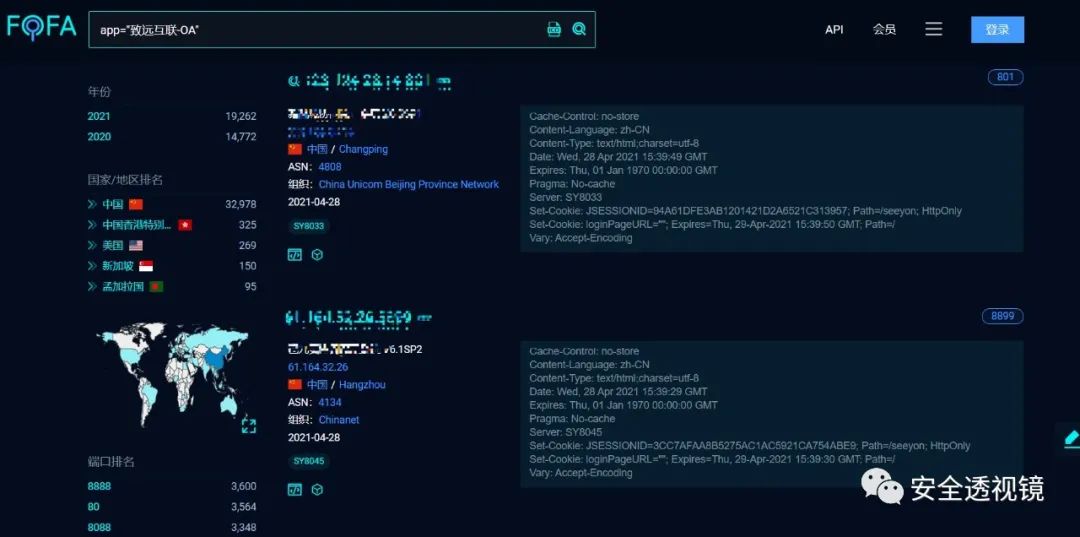 FOFA
app="致远互联-OA"
API
会员
登录
年份
2021 19,262
2020 14,772
国家/地区排名
中国 32,978
中国香港特别... 325
美国 269
新加坡 150
孟加拉国 95
端口排名
8888 3,600
80 3,564
8088 3,348
801
中国 / Changping
ASN: 4808
组织: China Unicom Beijing Province Network
2021-04-28
SY8033
Cache-Control: no-store
Content-Language: zh-CN
Content-Type: text/html;charset=utf-8
Date: Wed, 28 Apr 2021 15:39:49 GMT
Expires: Thu, 01 Jan 1970 00:00:00 GMT
Pragma: No-cache
Server: SY8033
Set-Cookie: JSESSIONID=94A61DFE3AB1201421D2A6521C313957; Path=/seeyon; HttpOnly
Set-Cookie: loginPageURL=""; Expires=Thu, 29-Apr-2021 15:39:50 GMT; Path=/
Vary: Accept-Encoding
8899
V6.1SP2
61.164.32.26
中国 / Hangzhou
ASN: 4134
组织: Chinanet
2021-04-28
SY8045
Cache-Control: no-store
Content-Language: zh-CN
Content-Type: text/html;charset=utf-8
Date: Wed, 28 Apr 2021 15:39:29 GMT
Expires: Thu, 01 Jan 1970 00:00:00 GMT
Pragma: No-cache
Server: SY8045
Set-Cookie: JSESSIONID=3CC7AFAA8B5275AC1AC5921CA754ABE9; Path=/seeyon; HttpOnly
Set-Cookie: loginPageURL=""; Expires=Thu, 29-Apr-2021 15:39:30 GMT; Path=/
Vary: Accept-Encoding
安全透视镜